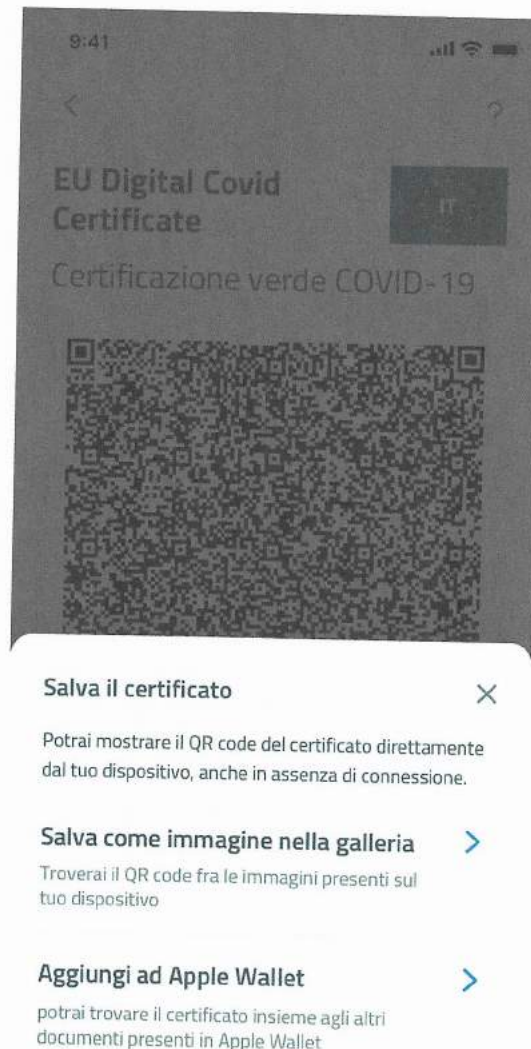 9:41
?
EU Digital Covid
Certificate
IT
Certificazione verde COVID-19
Salva il certificato
Potrai mostrare il QR code del certificato direttamente
dal tuo dispositivo, anche in assenza di connessione.
Salva come immagine nella galleria
Troverai il QR code fra le immagini presenti sul
tuo dispositivo
Aggiungi ad Apple Wallet
potrai trovare il certificato insieme agli altri
documenti presenti in Apple Wallet